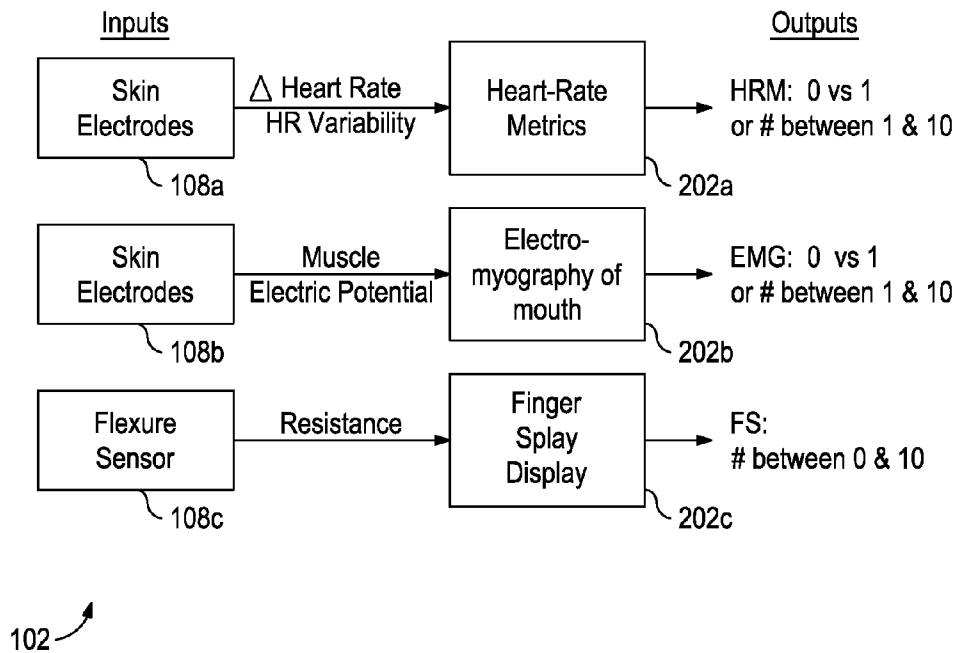 Inputs
Outputs
Skin
Electrodes
Δ Heart Rate
HR Variability
Heart-Rate
Metrics
HRM: 0 vs 1
or # between 1 & 10
108a
202a
Skin
Electrodes
Muscle
Electric Potential
Electro-
myography of
mouth
EMG: 0 vs 1
or # between 1 & 10
108b
202b
Flexure
Sensor
Resistance
Finger
Splay
Display
FS:
# between 0 & 10
108c
202c
102